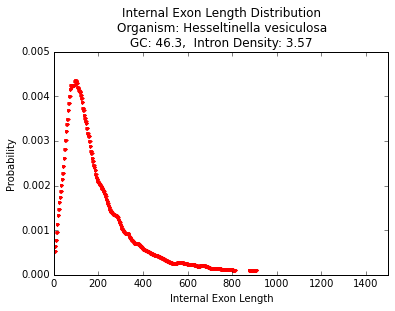 Internal Exon Length Distribution
Organism: Hesseltinella vesiculosa
GC: 46.3,  Intron Density: 3.57
0.005
0.004
0.003
0.002
0.001
0.000
Probability
0 200 400 600 800 1000 1200 1400
Internal Exon Length